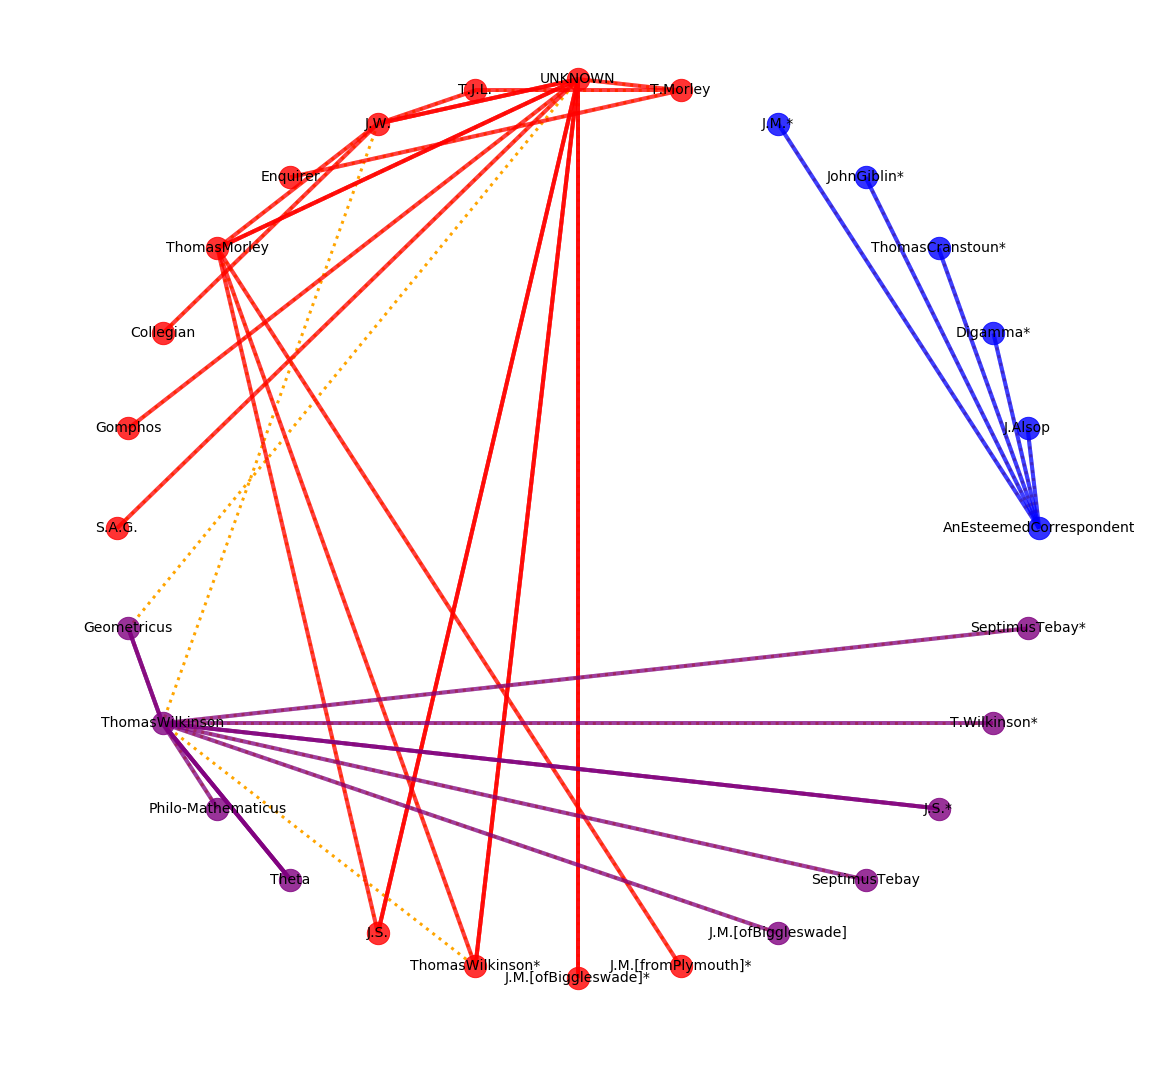 UNKNOWN
T.J.L.
T.Morley
J.W.
J.M.*
Enquirer
JohnGiblin*
ThomasMorley
ThomasCranstoun*
Collegian
Digamma*
Gomphos
J.Alsop
S.A.G.
AnEsteemedCorrespondent
Geometricus
SeptimusTebay*
ThomasWilkinson
T.Wilkinson*
Philo-Mathematicus
J.S.*
Theta
SeptimusTebay
J.S.
J.M.[ofBiggleswade]
ThomasWilkinson*
J.M.[fromPlymouth]*
J.M.[ofBiggleswade]*